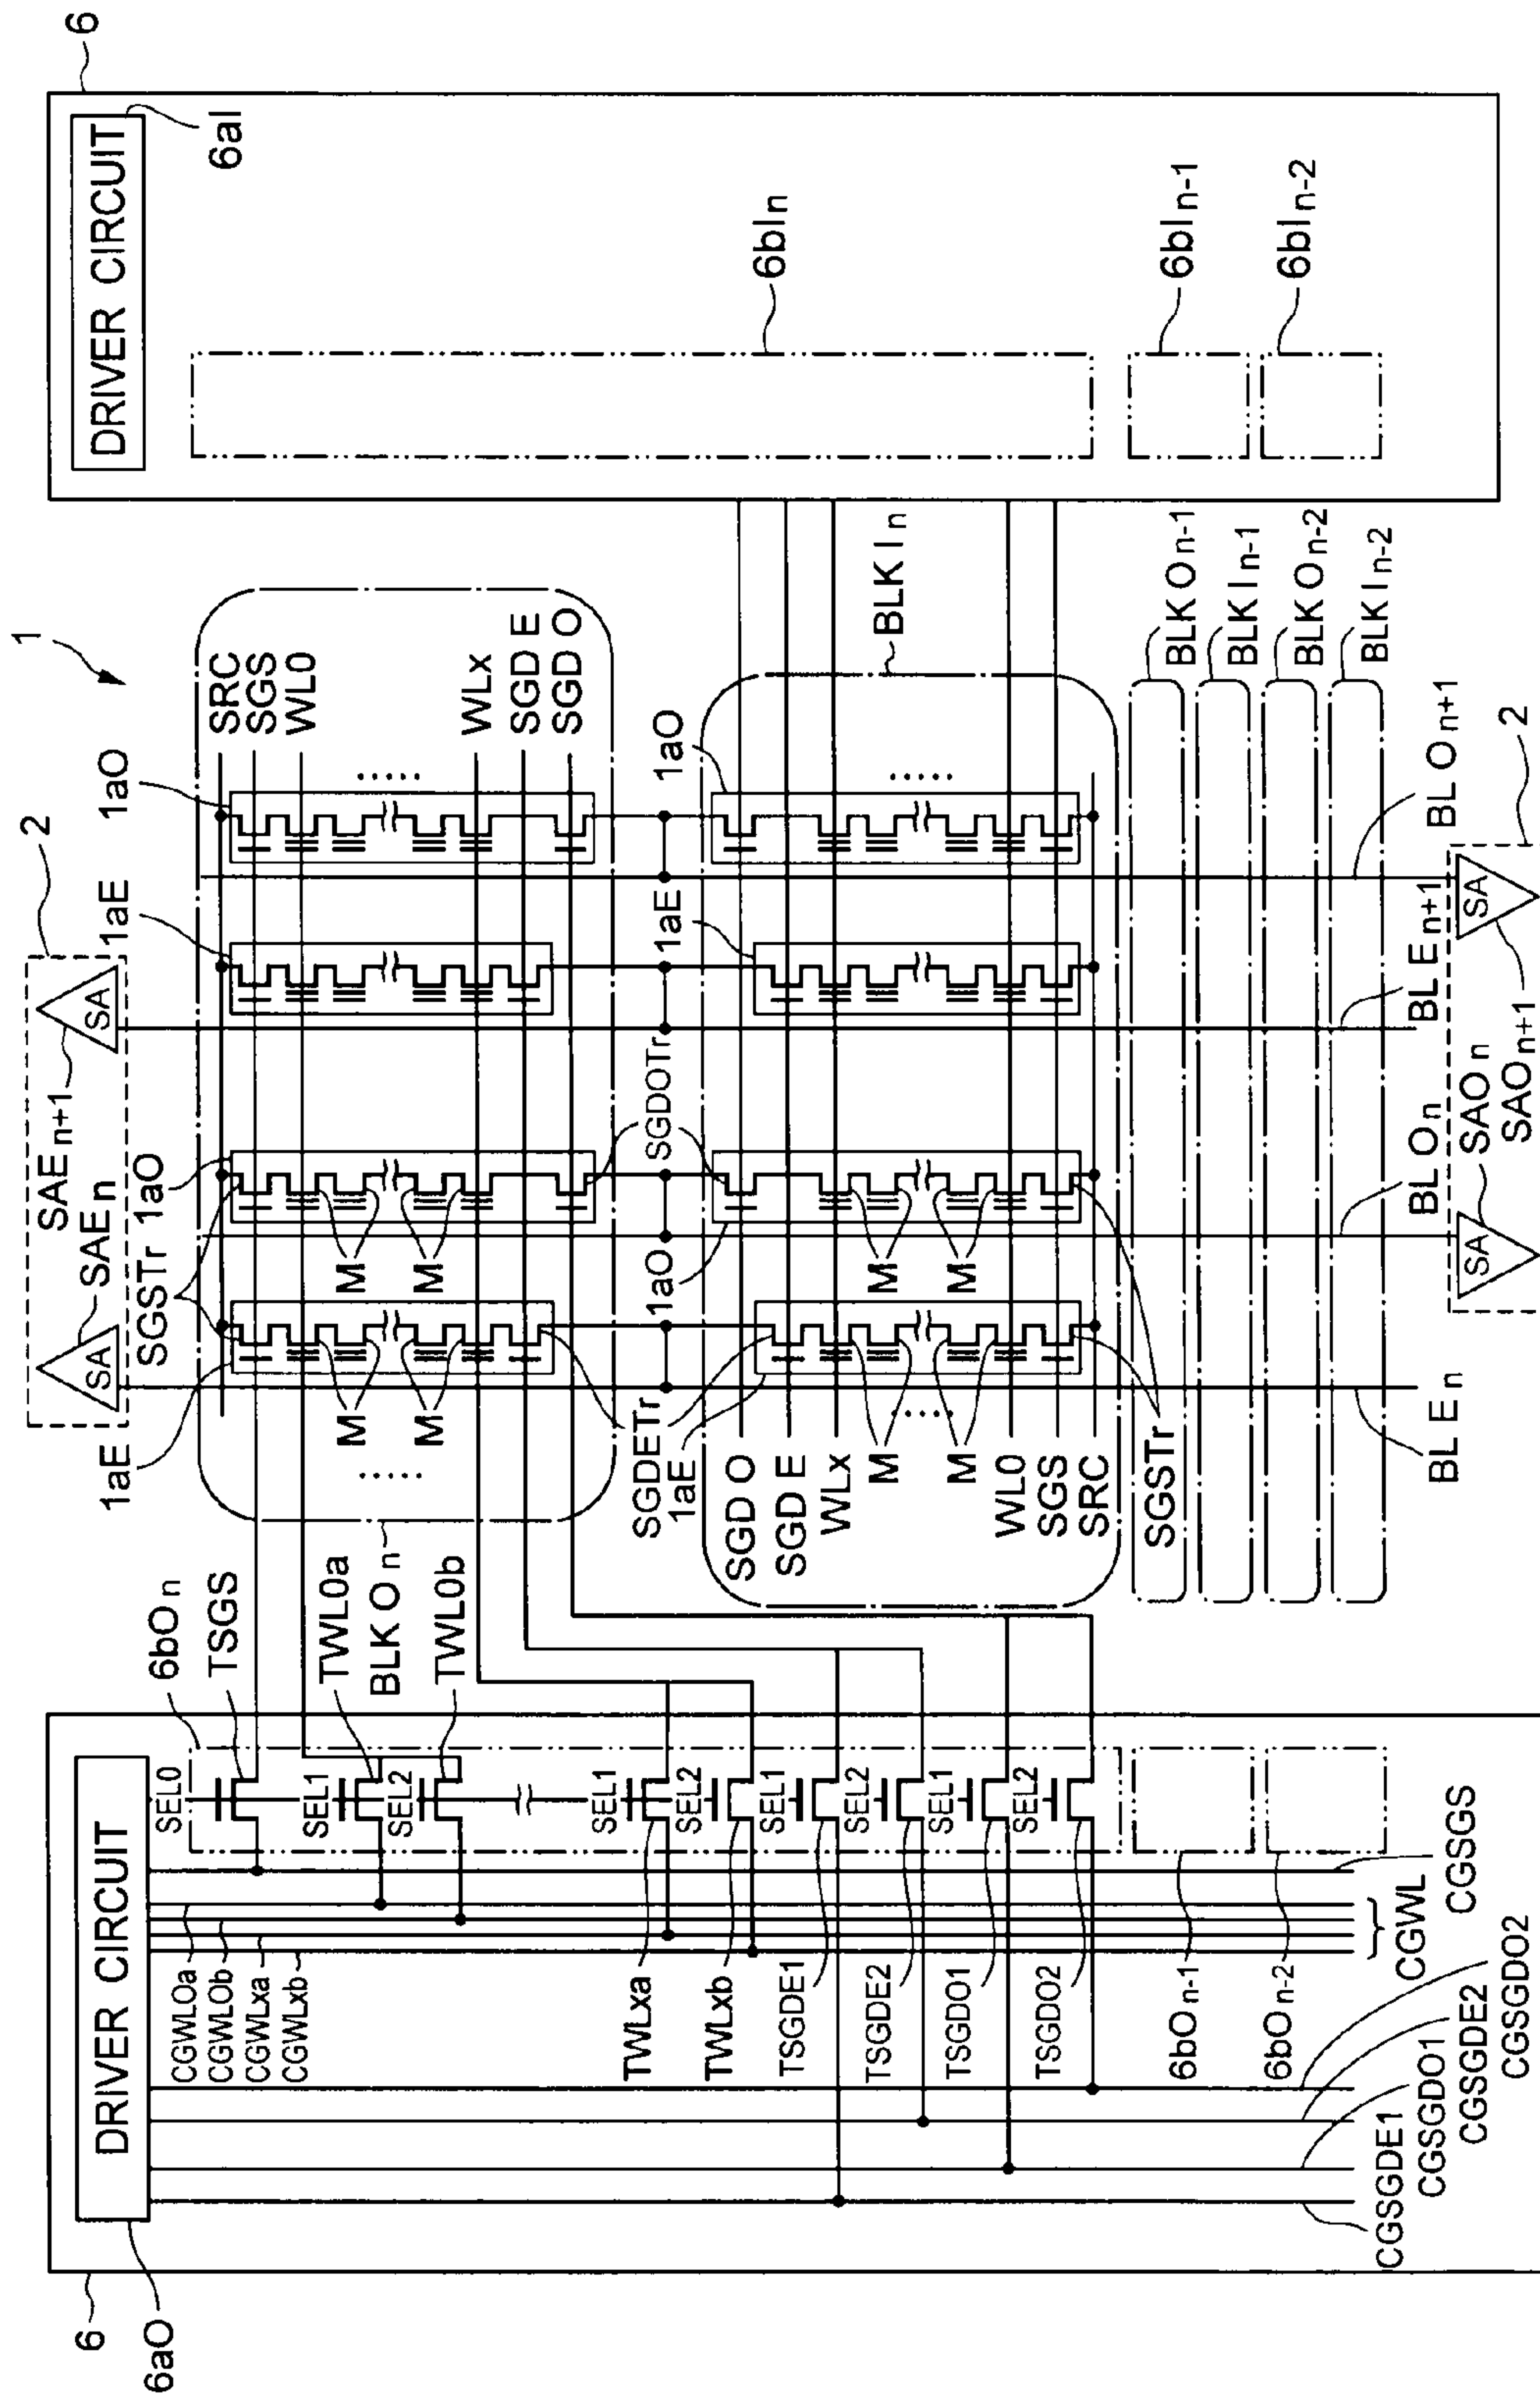 6
DRIVER CIRCUIT
6aI
6bIn
6bIn-1
6bIn-2
1
SRC
SGS
WL0
WLx
SGD E
SGD O
BLK In
BLK On-1
BLK In-1
BLK On-2
BLK In-2
2
1aO
1aE
1aO
1aE
1aO
SA
SAEn+1
SA
SAEn
SGSTr
1aE
M
M
M
M
SGDOTr
1aO
SGDETr
1aE
M
M
M
M
SGD O
SGD E
WLx
WL0
SGS
SRC
SGSTr
BL On+1
BL En+1
BL On
BL En
2
SA
SAOn
SAOn+1
SA
6bOn
TSGS
TWL0a
BLK On
TWL0b
DRIVER CIRCUIT
SEL0
SEL1
SEL2
SEL1
SEL2
SEL1
SEL2
SEL1
SEL2
CGWL0a
CGWL0b
CGWLxa
CGWLxb
TWLxa
TWLxb
TSGDE1
TSGDE2
TSGDO1
TSGDO2
6bOn-1
6bOn-2
CGWL
CGSGS
CGSGDE1
CGSGDO1
CGSGDE2
CGSGDO2
6
6aO